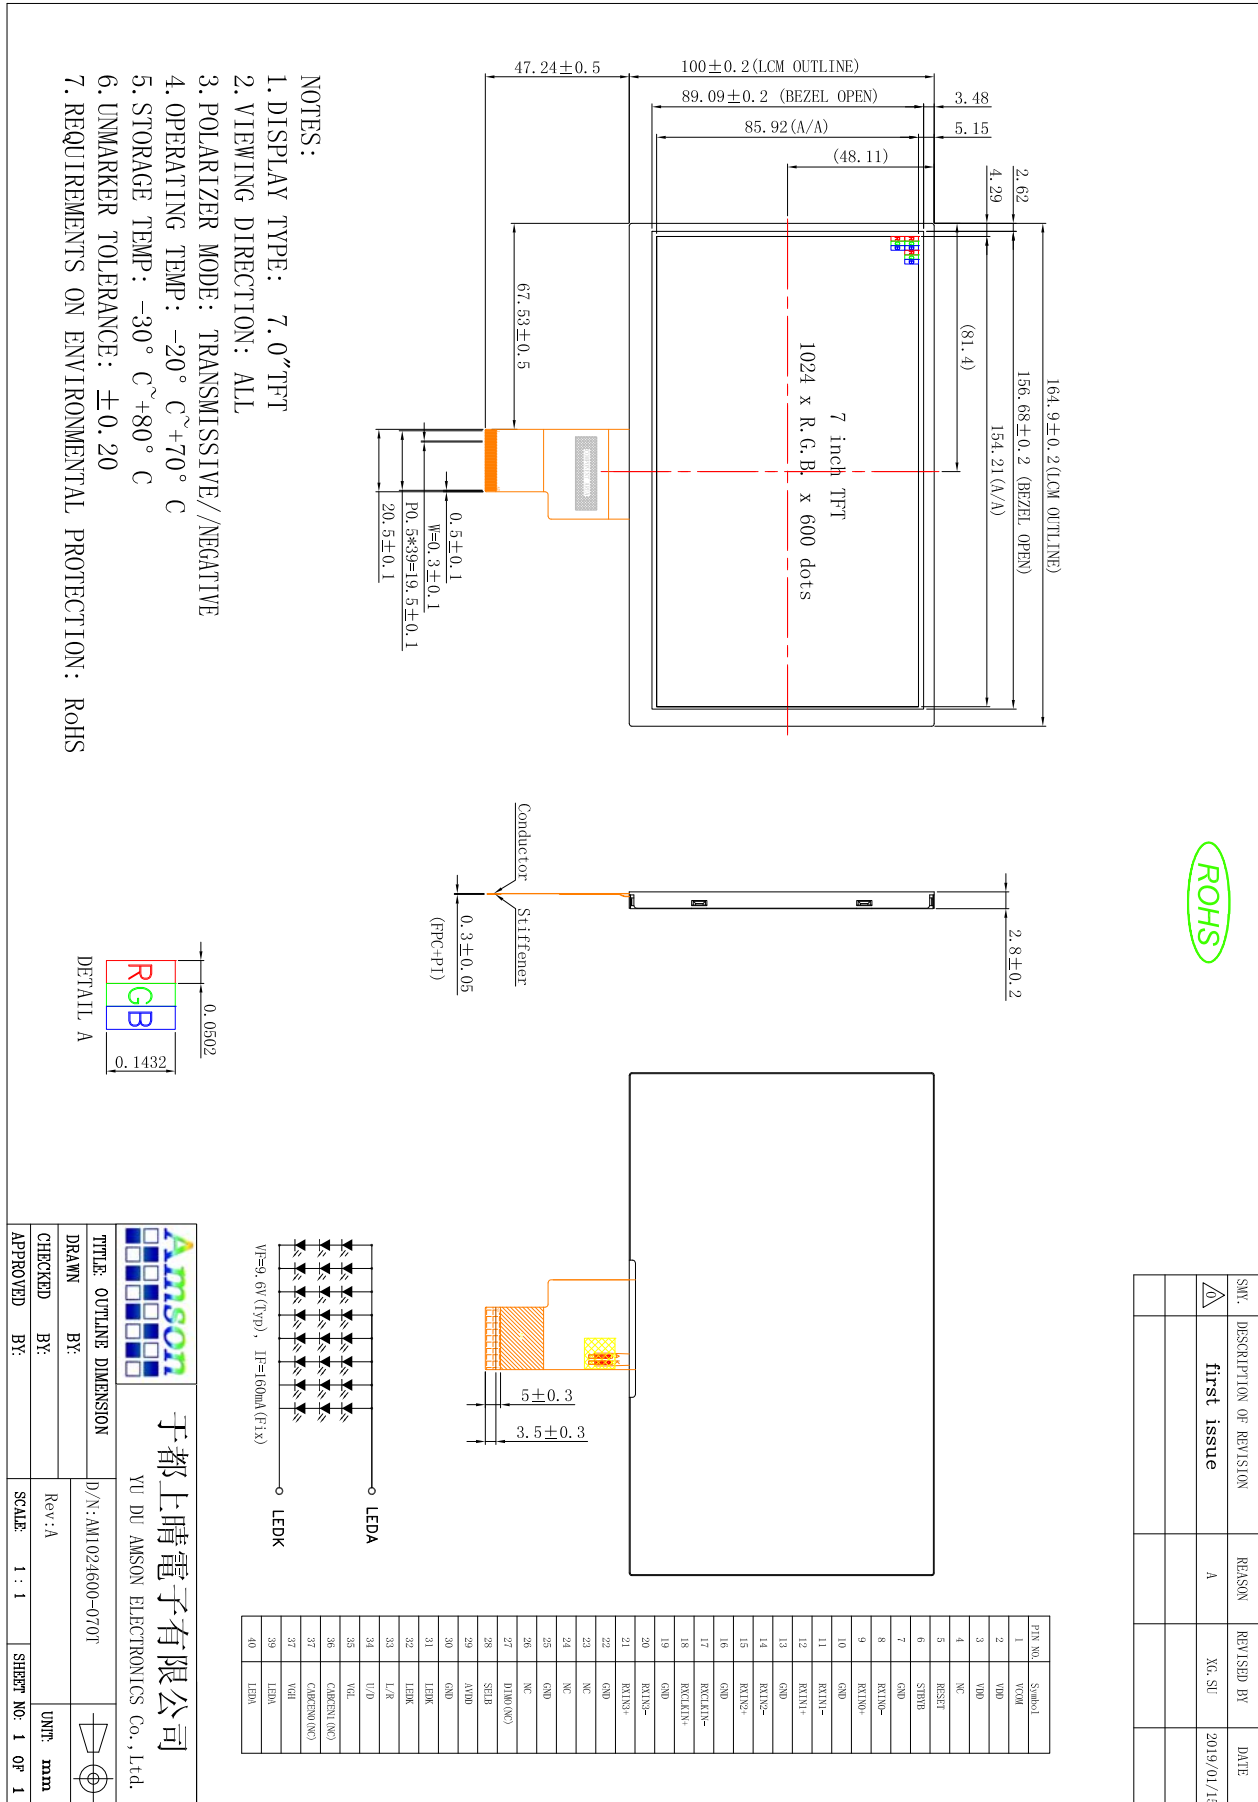 SMY. DESCRIPTION OF REVISION REASON REVISED BY DATE
0 first issue A XG.SU
ROHS
164.9±0.2(LCM OUTLINE)
156.68±0.2 (BEZEL OPEN)
154.21(A/A)
(81.4)
2.62
4.29
3.48
5.15
100±0.2(LCM OUTLINE)
89.09±0.2 (BEZEL OPEN)
85.92(A/A)
(48.11)
47.24±0.5
67.53±0.5
7 inch TFT
1024 x R.G.B. x 600 dots
0.5±0.1
W=0.3±0.1
P0.5*39=19.5±0.1
20.5±0.1
2.8±0.2
Conductor
Stiffener
0.3±0.05
(FPC+PI)
5±0.3
3.5±0.3
NOTES:
1.DISPLAY TYPE: 7.0"TFT
2.VIEWING DIRECTION: ALL
3.POLARIZER MODE: TRANSMISSIVE//NEGATIVE
4.OPERATING TEMP: -20° C~+70° C
5.STORAGE TEMP: -30° C~+80° C
6.UNMARKER TOLERANCE: ±0.20
7.REQUIREMENTS ON ENVIRONMENTAL PROTECTION: RoHS
0.0502
R G B
0.1432
DETAIL A
LEDA
LEDK
VF=9.6V(Typ), IF=160mA(Fix)
PIN NO. Symbol
1 VCOM
2 VDD
3 VDD
4 NC
5 RESET
6 STBYB
7 GND
8 RXIN0-
9 RXIN0+
10 GND
11 RXIN1-
12 RXIN1+
13 GND
14 RXIN2-
15 RXIN2+
16 GND
17 RXCLKIN-
18 RXCLKIN+
19 GND
20 RXIN3-
21 RXIN3+
22 GND
23 NC
24 NC
25 GND
26 NC
27 DIMO(NC)
28 SELB
29 AVDD
30 GND
31 LEDK
32 LEDK
33 L/R
34 U/D
35 VGL
36 CABCEN1(NC)
37 CABCEN0(NC)
37 VGH
39 LEDA
40 LEDA
Amson
于都上晴電子有限公司
YU DU AMSON ELECTRONICS Co.,Ltd.
TITLE: OUTLINE DIMENSION
D/N:AM1024600-070T
DRAWN BY:
Rev:A
CHECKED BY:
UNIT: mm
APPROVED BY:
SCALE: 1 : 1
SHEET NO: 1 OF 1